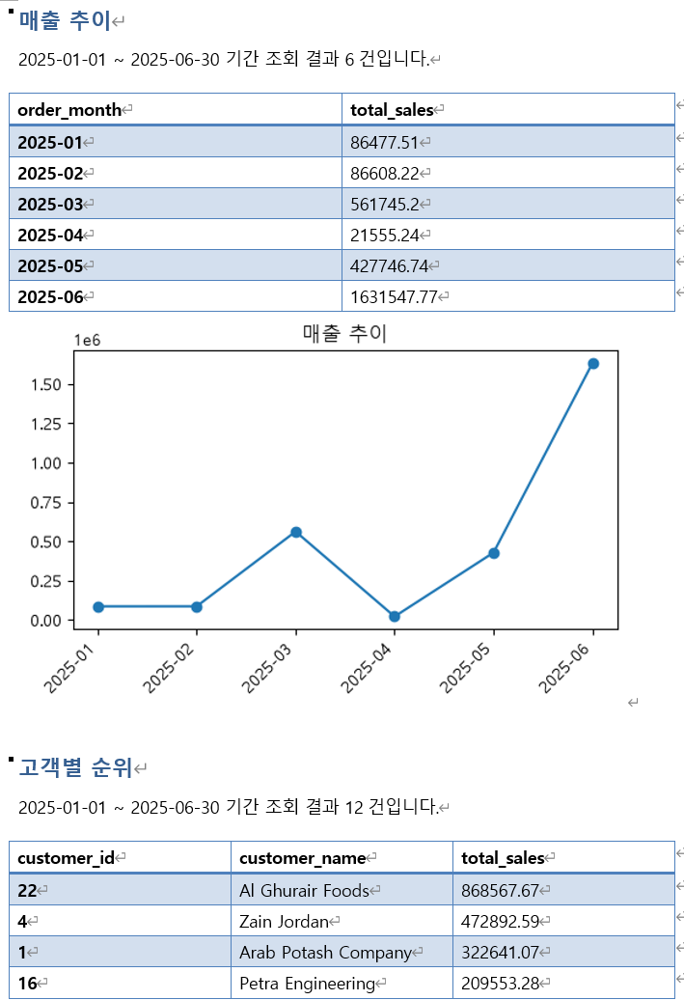 매출 추이
2025-01-01 ~ 2025-06-30 기간 조회 결과 6건입니다.
order_month total_sales
2025-01 86477.51
2025-02 86608.22
2025-03 561745.2
2025-04 21555.24
2025-05 427746.74
2025-06 1631547.77
매출 추이
1e6
1.50
1.25
1.00
0.75
0.50
0.25
0.00
2025-01 2025-02 2025-03 2025-04 2025-05 2025-06
고객별 순위
2025-01-01 ~ 2025-06-30 기간 조회 결과 12건입니다.
customer_id customer_name total_sales
22 Al Ghurair Foods 868567.67
4 Zain Jordan 472892.59
1 Arab Potash Company 322641.07
16 Petra Engineering 209553.28